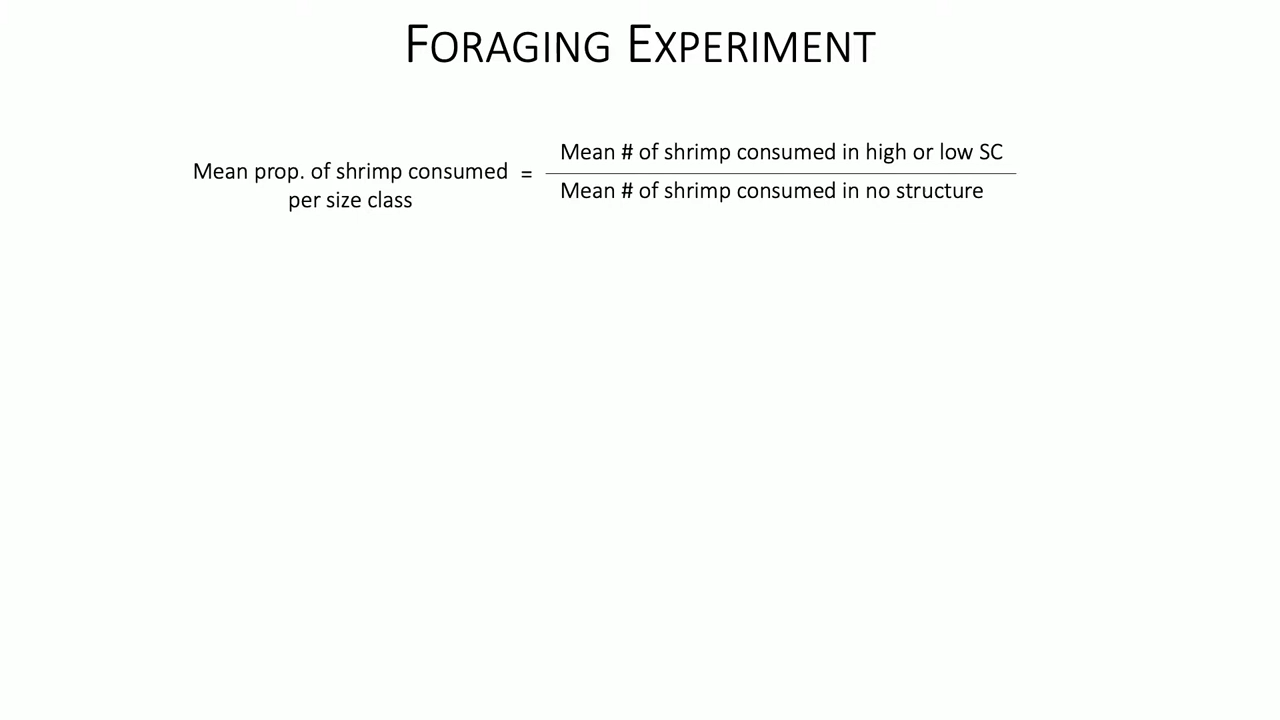 FORAGING EXPERIMENT
Mean prop. of shrimp consumed
per size class
=
Mean # of shrimp consumed in high or low SC
Mean # of shrimp consumed in no structure